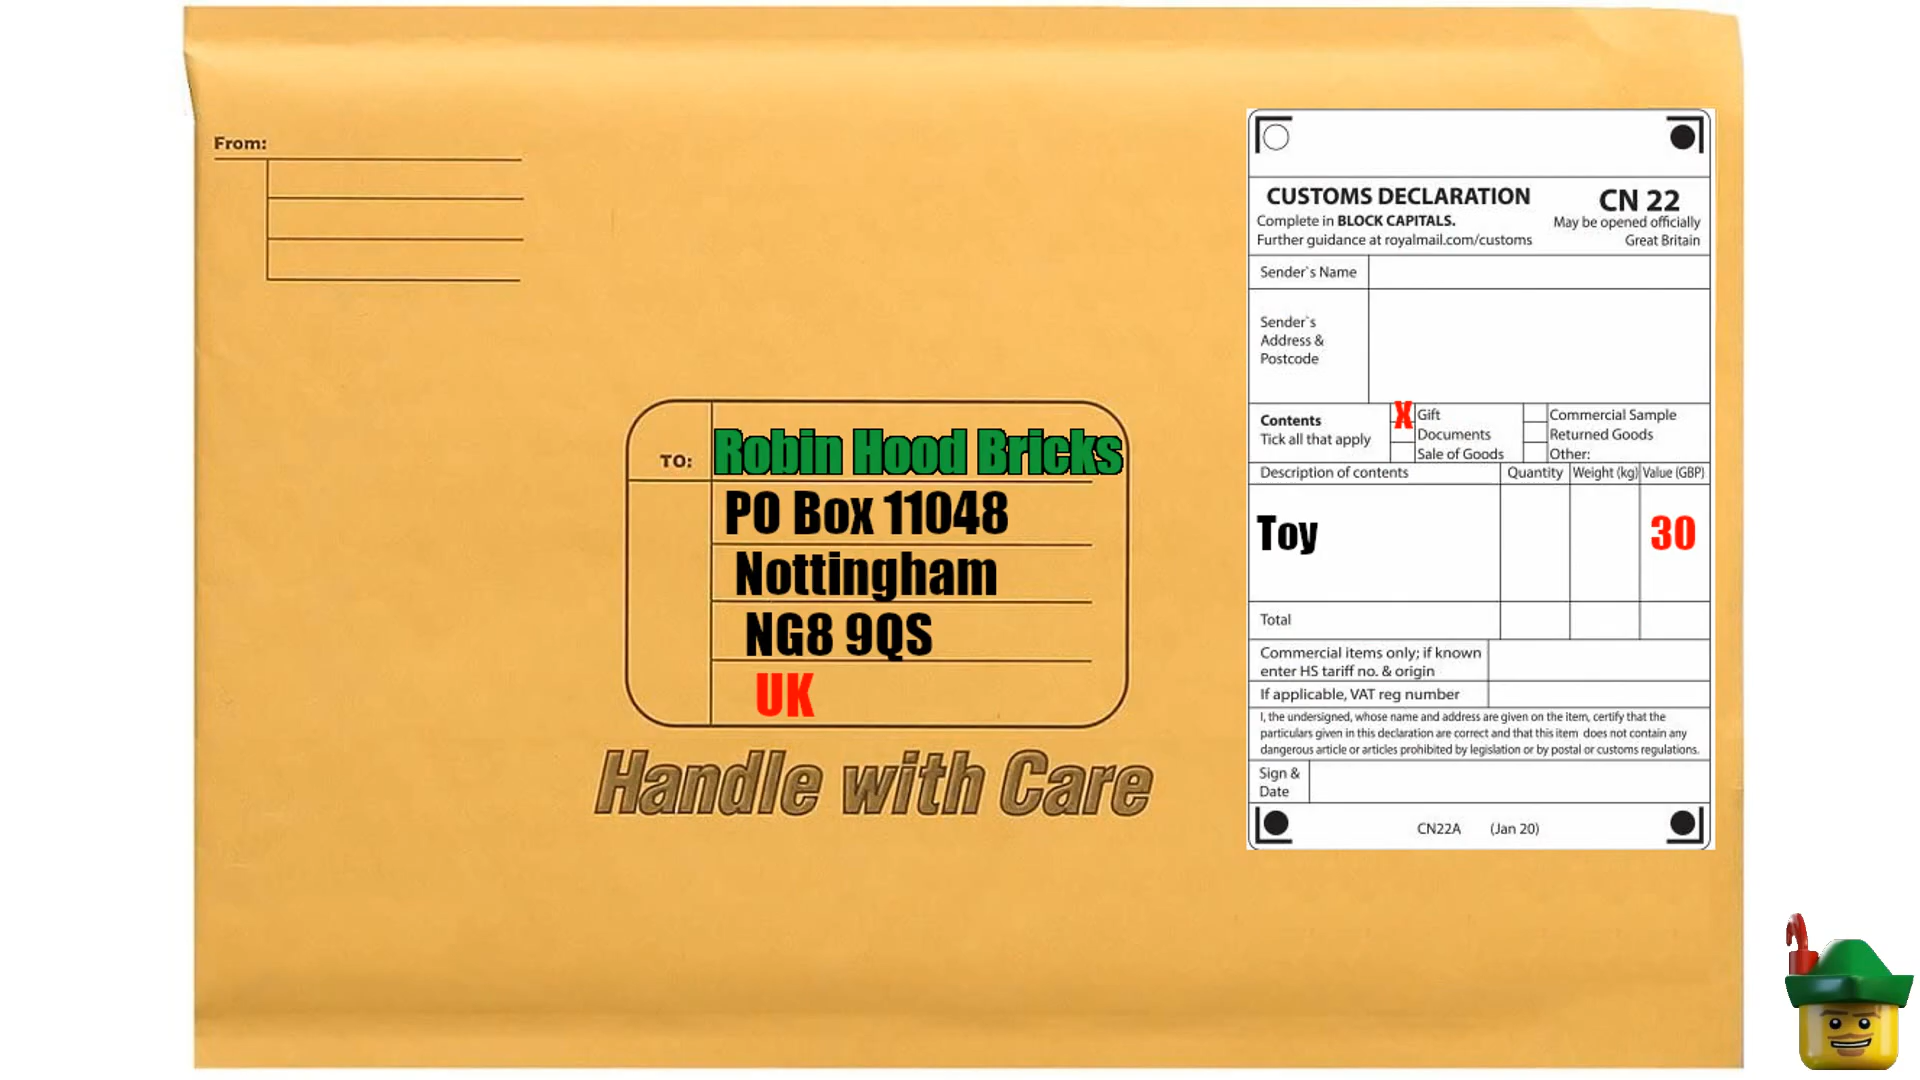 From:
TO: Robin Hood Bricks
PO Box 11048
Nottingham
NG8 9QS
UK
Handle with Care
CUSTOMS DECLARATION
CN 22
Complete in BLOCK CAPITALS.
May be opened officially
Further guidance at royalmail.com/customs
Great Britain
Sender`s Name
Sender`s
Address &
Postcode
Contents
Tick all that apply
X Gift
Documents
Sale of Goods
Commercial Sample
Returned Goods
Other:
Description of contents Quantity Weight (kg) Value (GBP)
Toy 30
Total
Commercial items only; if known
enter HS tariff no. & origin
If applicable, VAT reg number
I, the undersigned, whose name and address are given on the item, certify that the
particulars given in this declaration are correct and that this item does not contain any
dangerous article or articles prohibited by legislation or by postal or customs regulations.
Sign &
Date
CN22A (Jan 20)